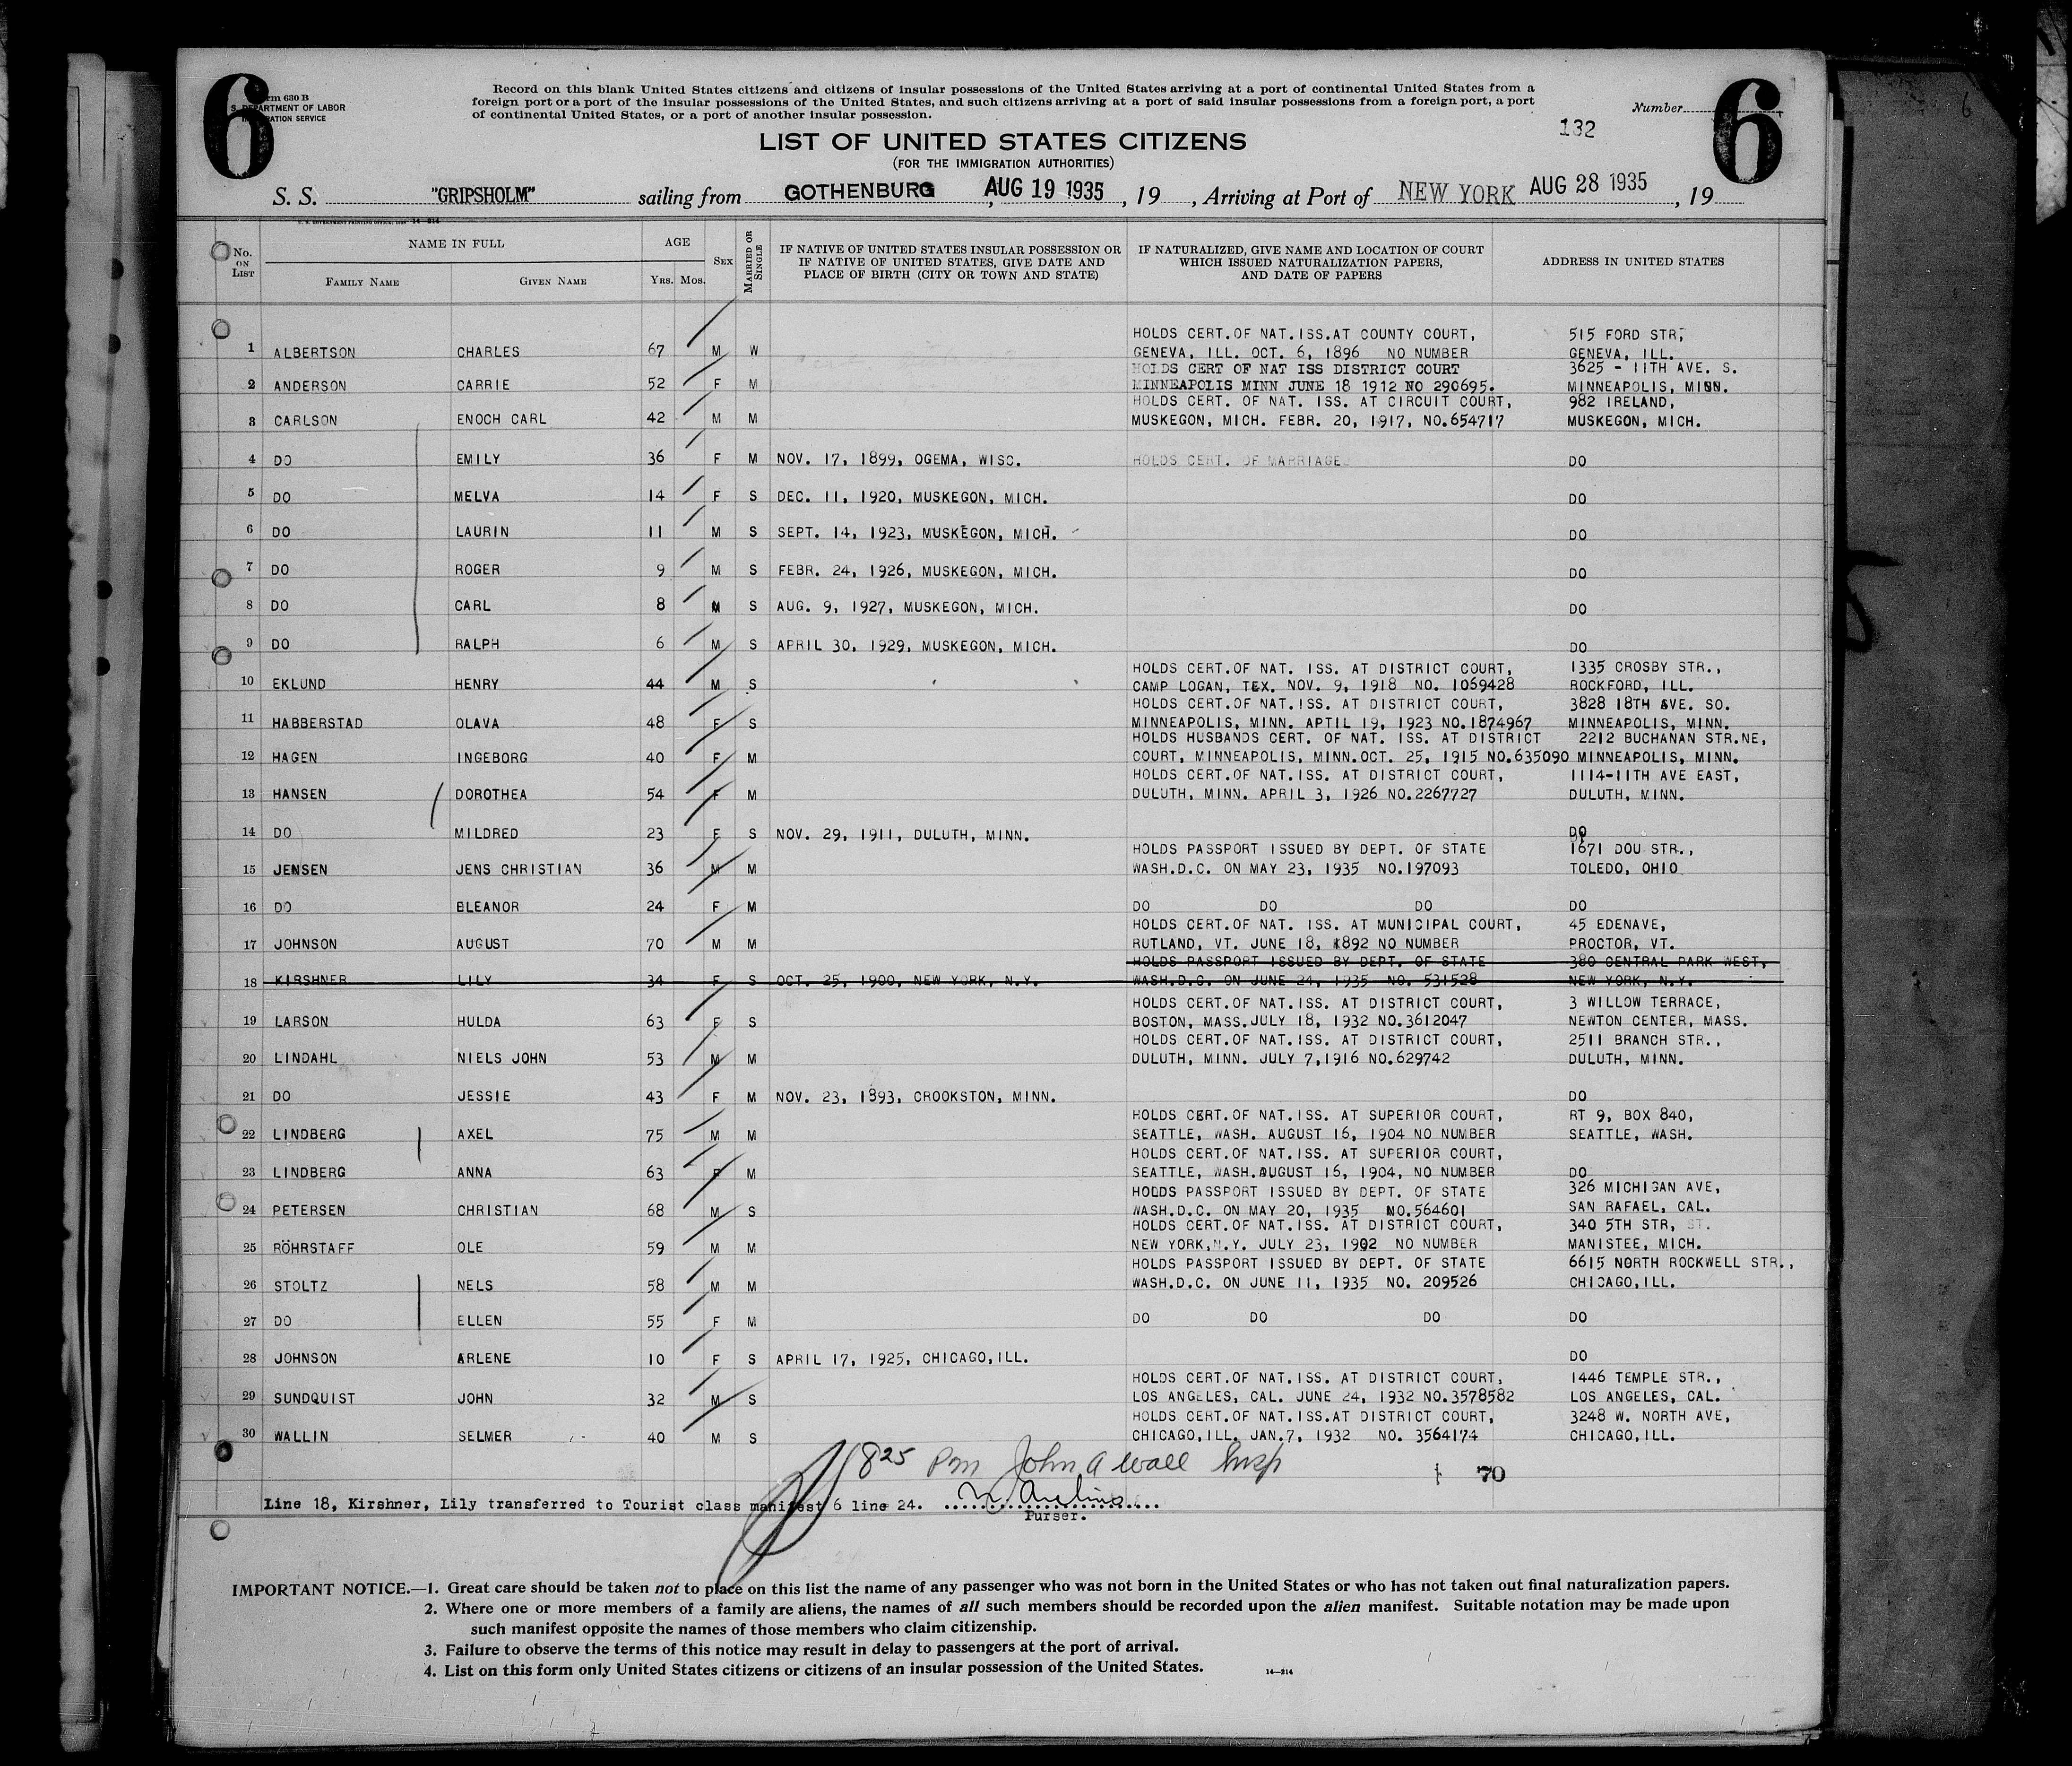 6
6
Form 630 B
U. S. DEPARTMENT OF LABOR
IMMIGRATION SERVICE
Record on this blank United States citizens and citizens of insular possessions of the United States arriving at a port of continental United States from a
foreign port or a port of the insular possessions of the United States, and such citizens arriving at a port of said insular possessions from a foreign port, a port
of continental United States, or a port of another insular possession.
Number
132
LIST OF UNITED STATES CITIZENS
(FOR THE IMMIGRATION AUTHORITIES)
S. S. "GRIPSHOLM" sailing from GOTHENBURG, AUG 19 1935, 19 , Arriving at Port of NEW YORK AUG 28 1935, 19
No. ON LIST
NAME IN FULL
FAMILY NAME GIVEN NAME
AGE
YRS. MOS.
SEX
MARRIED OR SINGLE
IF NATIVE OF UNITED STATES INSULAR POSSESSION OR
IF NATIVE OF UNITED STATES, GIVE DATE AND
PLACE OF BIRTH (CITY OR TOWN AND STATE)
IF NATURALIZED, GIVE NAME AND LOCATION OF COURT
WHICH ISSUED NATURALIZATION PAPERS,
AND DATE OF PAPERS
ADDRESS IN UNITED STATES
HOLDS CERT.OF NAT.ISS.AT COUNTY COURT, 515 FORD STR,
1 ALBERTSON CHARLES 67 M W GENEVA, ILL. OCT. 6, 1896 NO NUMBER GENEVA, ILL.
HOLDS CERT OF NAT ISS DISTRICT COURT 3625 - 11TH AVE. S.
2 ANDERSON CARRIE 52 F M MINNEAPOLIS MINN JUNE 18 1912 NO 290695. MINNEAPOLIS, MINN.
HOLDS CERT. OF NAT. ISS. AT CIRCUIT COURT, 982 IRELAND,
3 CARLSON ENOCH CARL 42 M M MUSKEGON, MICH. FEBR. 20, 1917, NO.654717 MUSKEGON, MICH.
4 DO EMILY 36 F M NOV. 17, 1899, OGEMA, WISC. HOLDS CERT. OF MARRIAGE DO
5 DO MELVA 14 F S DEC. 11, 1920, MUSKEGON, MICH. DO
6 DO LAURIN 11 M S SEPT. 14, 1923, MUSKEGON, MICH. DO
7 DO ROGER 9 M S FEBR. 24, 1926, MUSKEGON, MICH. DO
8 DO CARL 8 M S AUG. 9, 1927, MUSKEGON, MICH. DO
9 DO RALPH 6 M S APRIL 30, 1929, MUSKEGON, MICH. DO
HOLDS CERT.OF NAT. ISS. AT DISTRICT COURT, 1335 CROSBY STR.,
10 EKLUND HENRY 44 M S CAMP LOGAN, TEX. NOV. 9, 1918 NO. 1069428 ROCKFORD, ILL.
HOLDS CERT.OF NAT.ISS. AT DISTRICT COURT, 3828 18TH AVE. SO.
11 HABBERSTAD OLAVA 48 F S MINNEAPOLIS, MINN. APTIL 19, 1923 NO.1874967 MINNEAPOLIS, MINN.
HOLDS HUSBANDS CERT. OF NAT. ISS. AT DISTRICT 2212 BUCHANAN STR.NE,
12 HAGEN INGEBORG 40 F M COURT, MINNEAPOLIS, MINN.OCT. 25, 1915 NO.635090 MINNEAPOLIS, MINN.
HOLDS CERT.OF NAT.ISS. AT DISTRICT COURT, 1114-11TH AVE EAST,
13 HANSEN DOROTHEA 54 F M DULUTH, MINN. APRIL 3, 1926 NO.2267727 DULUTH, MINN.
14 DO MILDRED 23 F S NOV. 29, 1911, DULUTH, MINN. DO
HOLDS PASSPORT ISSUED BY DEPT. OF STATE 1671 DOU STR.,
15 JENSEN JENS CHRISTIAN 36 M M WASH.D.C. ON MAY 23, 1935 NO.197093 TOLEDO, OHIO
16 DO BLEANOR 24 F M DO DO DO DO
HOLDS CERT.OF NAT. ISS. AT MUNICIPAL COURT, 45 EDENAVE,
17 JOHNSON AUGUST 70 M M RUTLAND, VT. JUNE 18, 1892 NO NUMBER PROCTOR, VT.
HOLDS PASSPORT ISSUED BY DEPT. OF STATE 380 CENTRAL PARK WEST,
18 KIRSHNER LILY 34 F S OCT. 25, 1900, NEW YORK, N.Y. WASH.D.C. ON JUNE 24, 1935 NO. 531528 NEW YORK, N.Y.
HOLDS CERT.OF NAT.ISS. AT DISTRICT COURT, 3 WILLOW TERRACE,
19 LARSON HULDA 63 F S BOSTON, MASS.JULY 18, 1932 NO.3612047 NEWTON CENTER, MASS.
HOLDS CERT.OF NAT.ISS. AT DISTRICT COURT, 2511 BRANCH STR.,
20 LINDAHL NIELS JOHN 53 M M DULUTH, MINN. JULY 7,1916 NO.629742 DULUTH, MINN.
21 DO JESSIE 43 F M NOV. 23, 1893, CROOKSTON, MINN. DO
HOLDS CERT.OF NAT.ISS. AT SUPERIOR COURT, RT 9, BOX 840,
22 LINDBERG AXEL 75 M M SEATTLE, WASH. AUGUST 16, 1904 NO NUMBER SEATTLE, WASH.
HOLDS CERT.OF NAT.ISS. AT SUPERIOR COURT,
23 LINDBERG ANNA 63 F M SEATTLE, WASH.AUGUST 16, 1904, NO NUMBER DO
HOLDS PASSPORT ISSUED BY DEPT. OF STATE 326 MICHIGAN AVE,
24 PETERSEN CHRISTIAN 68 M S WASH.D.C. ON MAY 20, 1935 NO.564601 SAN RAFAEL, CAL.
HOLDS CERT.OF NAT.ISS. AT DISTRICT COURT, 340 5TH STR, ST.
25 RÖHRSTAFF OLE 59 M M NEW YORK,N.Y. JULY 23, 1902 NO NUMBER MANISTEE, MICH.
HOLDS PASSPORT ISSUED BY DEPT. OF STATE 6615 NORTH ROCKWELL STR.,
26 STOLTZ NELS 58 M M WASH.D.C. ON JUNE 11, 1935 NO. 209526 CHICAGO,ILL.
27 DO ELLEN 55 F M DO DO DO DO
28 JOHNSON ARLENE 10 F S APRIL 17, 1925, CHICAGO,ILL. DO
HOLDS CERT.OF NAT.ISS. AT DISTRICT COURT, 1446 TEMPLE STR.,
29 SUNDQUIST JOHN 32 M S LOS ANGELES, CAL. JUNE 24, 1932 NO.3578582 LOS ANGELES, CAL.
HOLDS CERT.OF NAT.ISS.AT DISTRICT COURT, 3248 W. NORTH AVE,
30 WALLIN SELMER 40 M S CHICAGO,ILL. JAN.7, 1932 NO. 3564174 CHICAGO,ILL.
825 Pm John A Wall Insp
70
Line 18, Kirshner, Lily transferred to Tourist class manifest 6 line 24.
Purser.
IMPORTANT NOTICE.—1. Great care should be taken not to place on this list the name of any passenger who was not born in the United States or who has not taken out final naturalization papers.
2. Where one or more members of a family are aliens, the names of all such members should be recorded upon the alien manifest. Suitable notation may be made upon
such manifest opposite the names of those members who claim citizenship.
3. Failure to observe the terms of this notice may result in delay to passengers at the port of arrival.
4. List on this form only United States citizens or citizens of an insular possession of the United States.
14—214